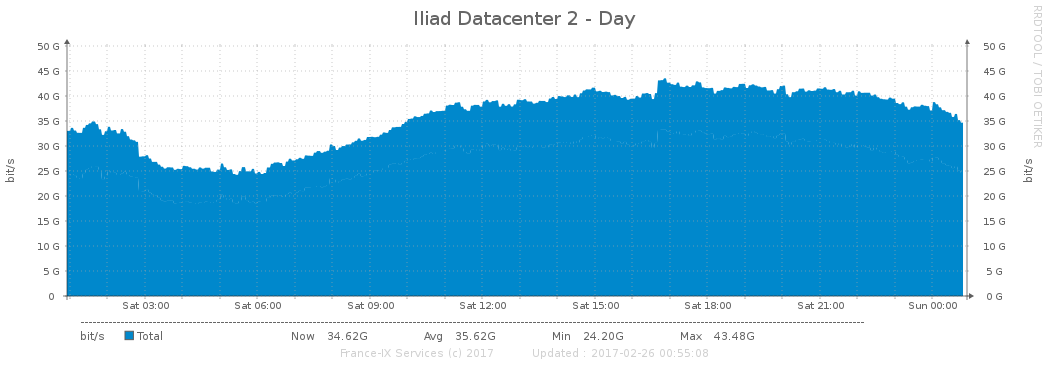 Iliad Datacenter 2 - Day
RRDTOOL / TOBI OETIKER
50 G 50 G
45 G 45 G
40 G 40 G
35 G 35 G
30 G 30 G
25 G 25 G
20 G 20 G
15 G 15 G
10 G 10 G
5 G 5 G
0 0 G
bit/s bit/s
Sat 03:00 Sat 06:00 Sat 09:00 Sat 12:00 Sat 15:00 Sat 18:00 Sat 21:00 Sun 00:00
bit/s Total Now 34.62G Avg 35.62G Min 24.20G Max 43.48G
France-IX Services (c) 2017 Updated : 2017-02-26 00:55:08